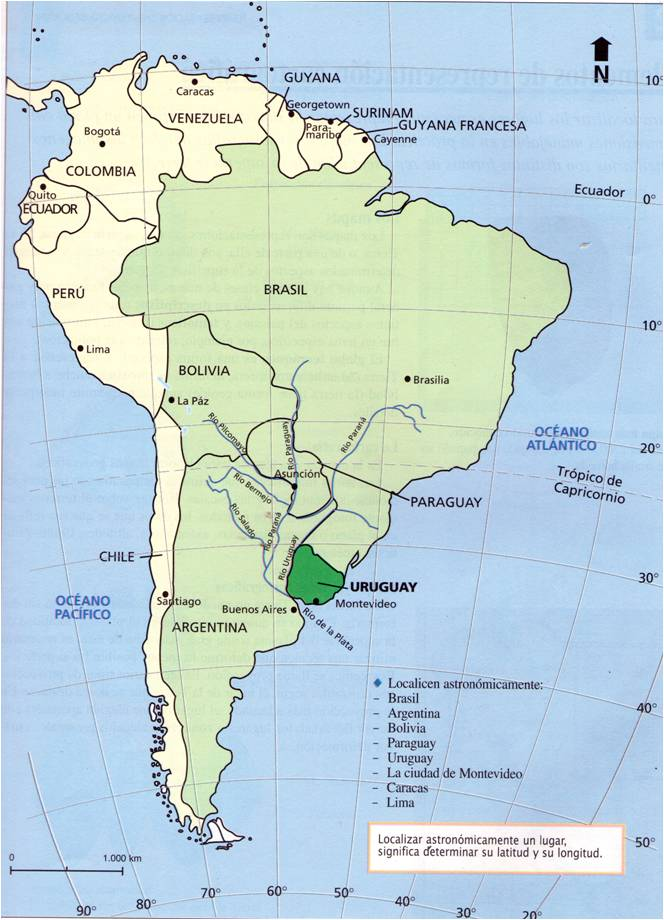 N
10°
GUYANA
Caracas
Georgetown
SURINAM
VENEZUELA
Para-
maribo
GUYANA FRANCESA
Cayenne
Bogotá
COLOMBIA
Quito
ECUADOR
Ecuador
0°
PERÚ
BRASIL
10°
Lima
BOLIVIA
Brasilia
La Páz
20°
OCÉANO
ATLÁNTICO
Río Pilcomayo
Río Paraguay
Río Paraná
Trópico de
Capricornio
Asunción
Río Bermejo
PARAGUAY
Río Salado
Río Paraná
Río Uruguay
CHILE
30°
URUGUAY
OCÉANO
PACÍFICO
Santiago
Buenos Aires
Montevideo
Río de la Plata
ARGENTINA
◆ Localicen astronómicamente:
– Brasil
– Argentina
– Bolivia
– Paraguay
– Uruguay
– La ciudad de Montevideo
– Caracas
– Lima
40°
Localizar astronómicamente un lugar,
significa determinar su latitud y su longitud.
50°
0 1.000 km
90° 80° 70° 60° 50° 40° 30° 20°